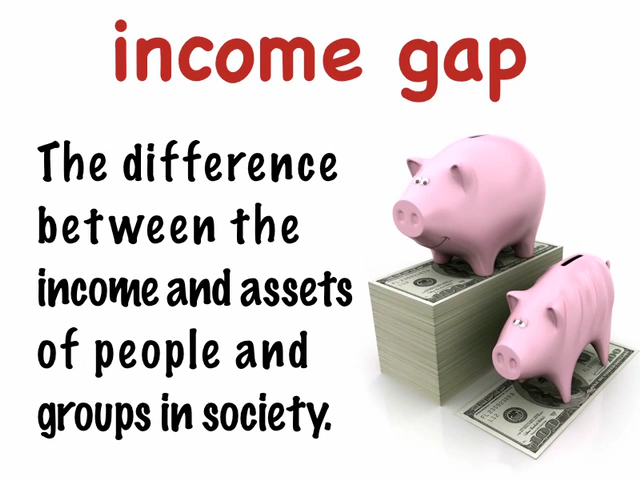 income gap
The difference
between the
income and assets
of people and
groups in society.